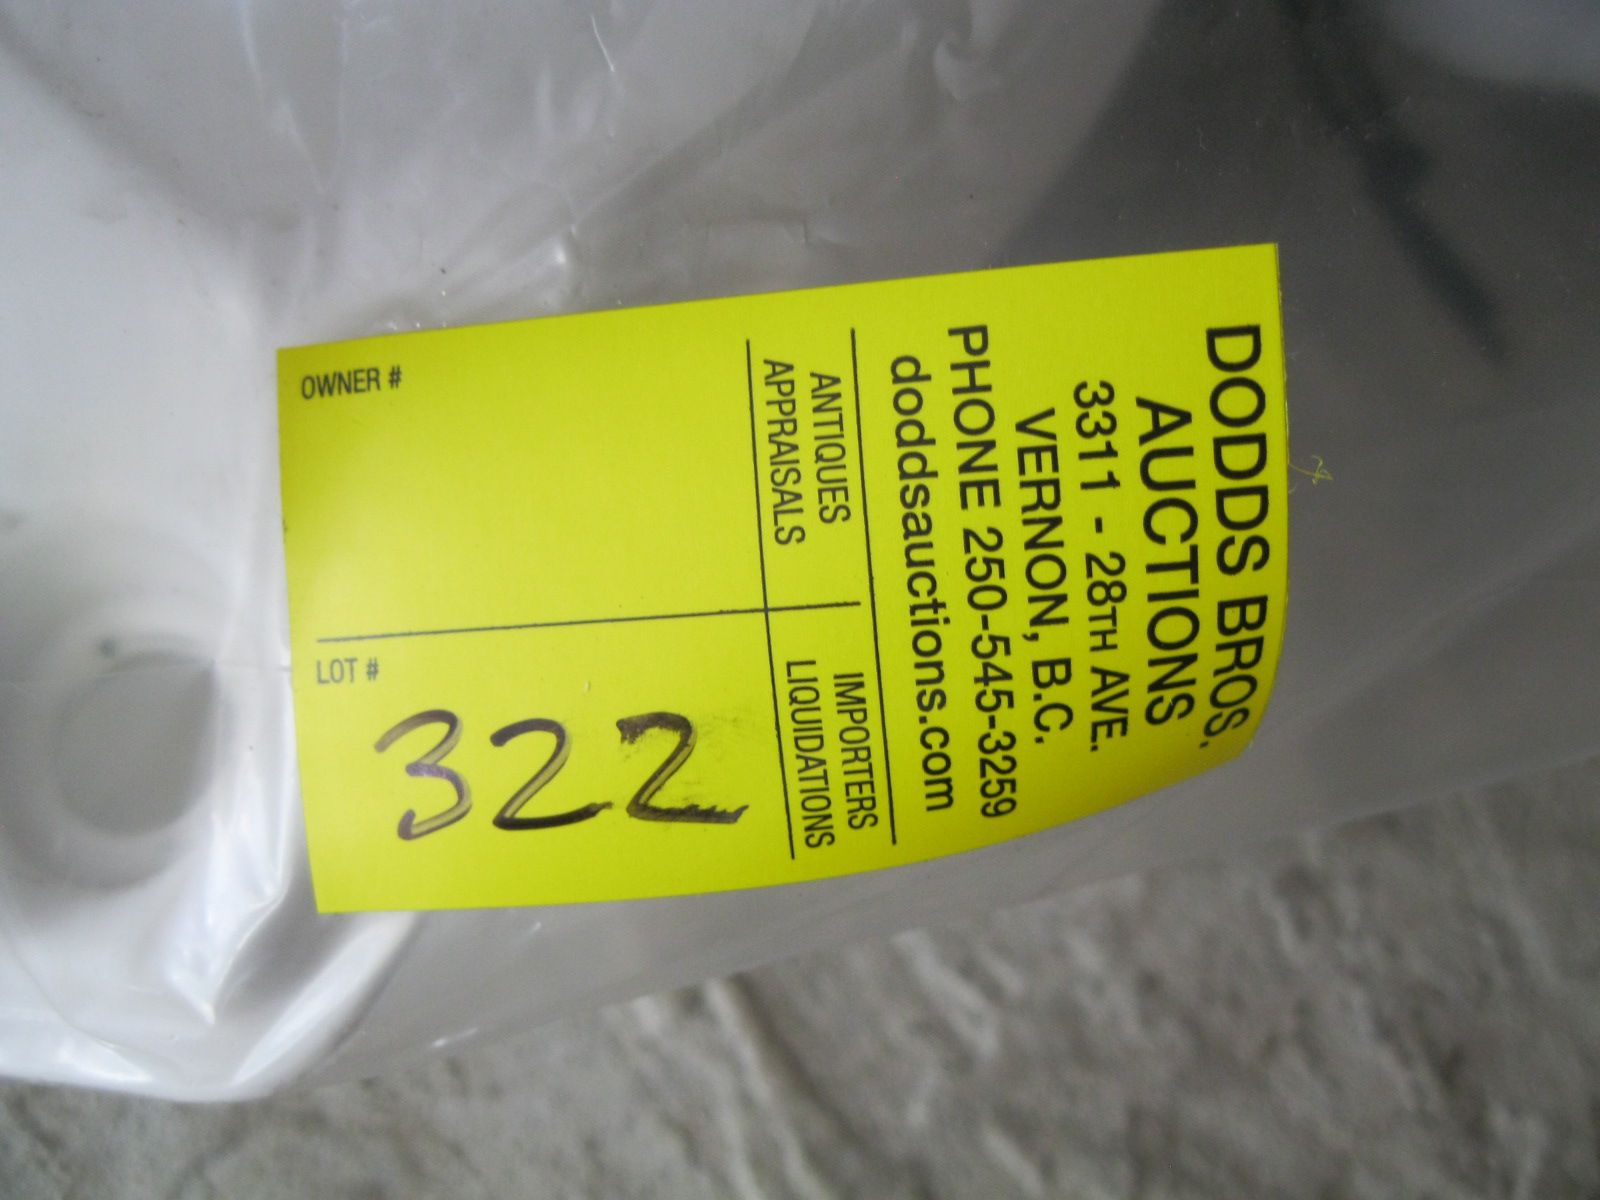 DODDS BROS.
AUCTIONS
3311 - 28TH AVE.
VERNON, B.C.
PHONE 250-545-3259
doddsauctions.com
ANTIQUES IMPORTERS
APPRAISALS LIQUIDATIONS
OWNER #
LOT #
322